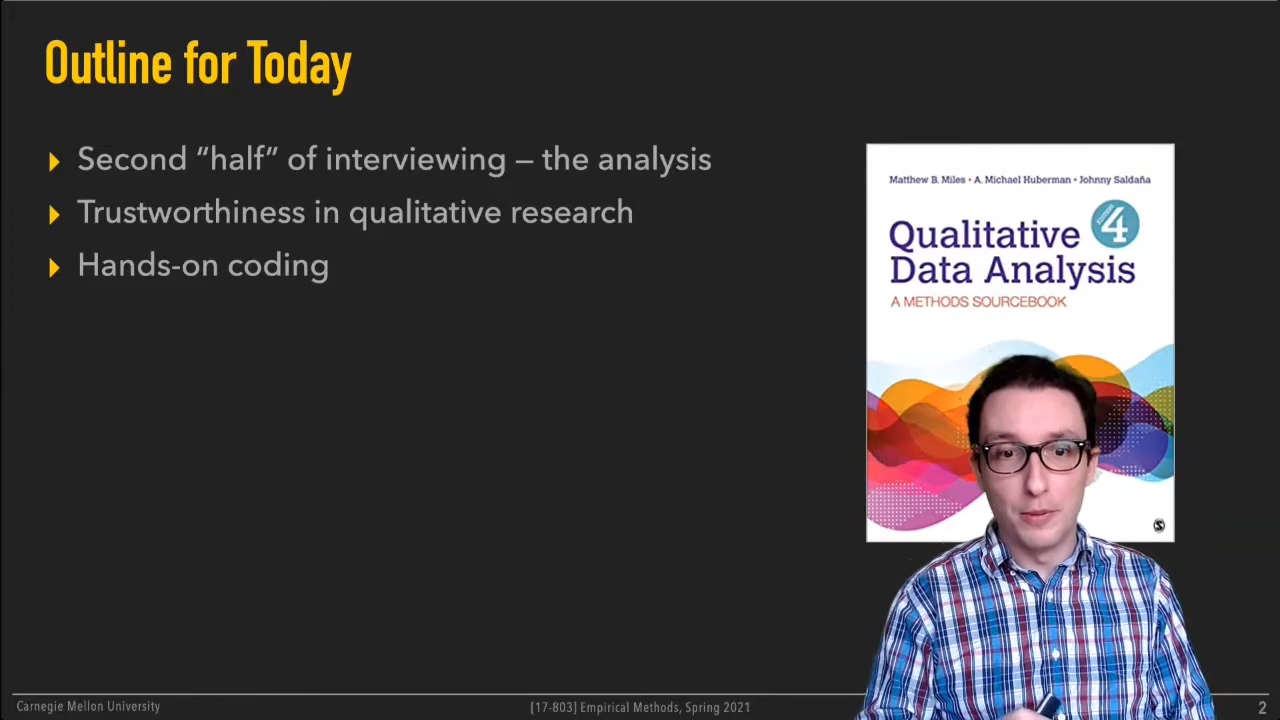 Outline for Today
Second “half” of interviewing – the analysis
Trustworthiness in qualitative research
Hands-on coding
Matthew B. Miles • A. Michael Huberman • Johnny Saldaña
Qualitative
Data Analysis
EDITION
4
A METHODS SOURCEBOOK
Carnegie Mellon University
[17-803] Empirical Methods, Spring 2021
2